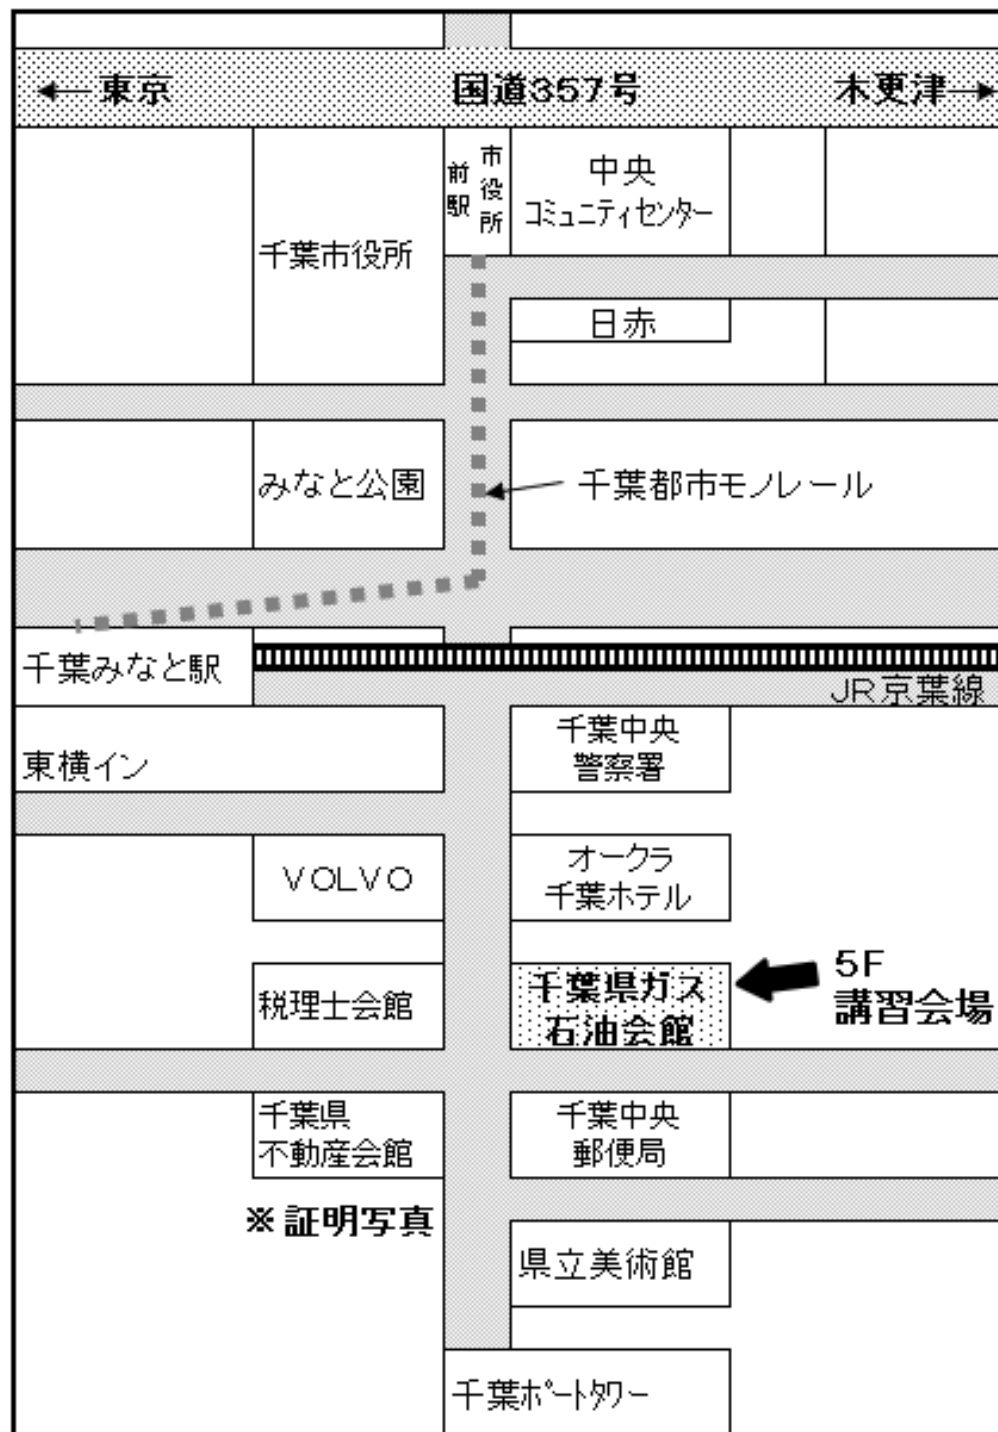 ←東京 国道357号 木更津→
市役所
前駅
中央
コミュニティセンター
千葉市役所
日赤
みなと公園
千葉都市モノレール
千葉みなと駅
JR京葉線
東横イン
千葉中央
警察署
VOLVO
オークラ
千葉ホテル
税理士会館
千葉県ガス
石油会館
5F
講習会場
千葉県
不動産会館
千葉中央
郵便局
※証明写真
県立美術館
千葉ポートタワー